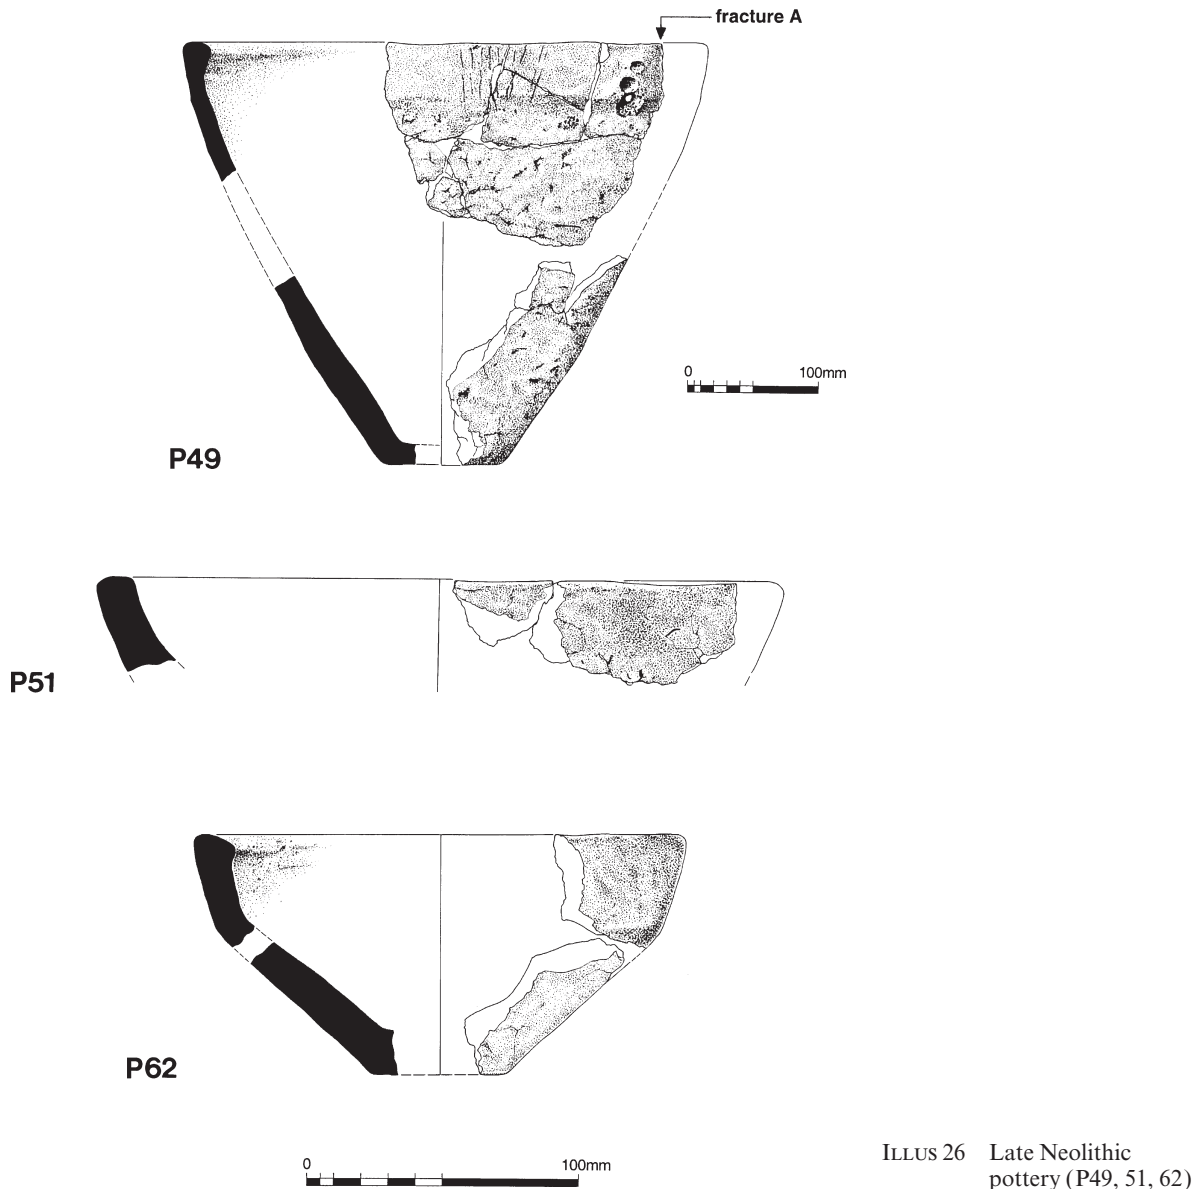 fracture A
0 100mm
P49
P51
P62
0 100mm
ILLUS 26 Late Neolithic
pottery (P49, 51, 62)